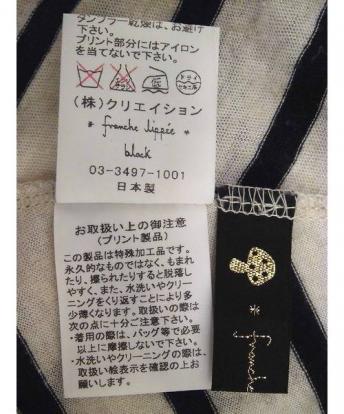 タンブラー乾燥は、お避け
下さい。
プリント部分にはアイロン
を当てないで下さい。
ドライ
(株)クリエイション
* franche lippée *
black
03-3497-1001
日本製
お取扱い上の御注意
(プリント製品)
この製品は特殊加工品です。
永久的なものではなく、もまれ
たり、擦られたりすると脱落し
やすく、また、水洗いやクリー
ニングをくり返すことにより多
少薄くなります。取扱いの際は
次の点に十分ご注意下さい。
・着用の際は、バッグ等で必要
以上に摩擦しないで下さい。
・水洗いやクリーニングの際は、
取扱い絵表示を確認の上お
願いします。
* franche